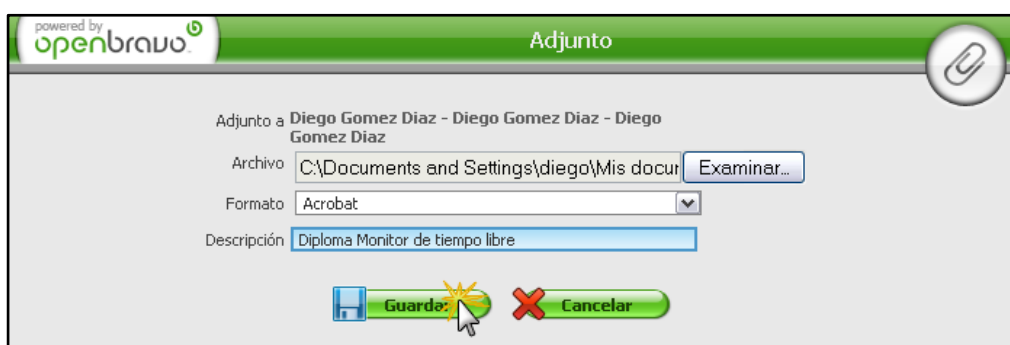 powered by
openbravo
Adjunto
Adjunto a Diego Gomez Diaz - Diego Gomez Diaz - Diego
Gomez Diaz
Archivo C:\Documents and Settings\diego\Mis docur Examinar...
Formato Acrobat
Descripción Diploma Monitor de tiempo libre
Guardar Cancelar